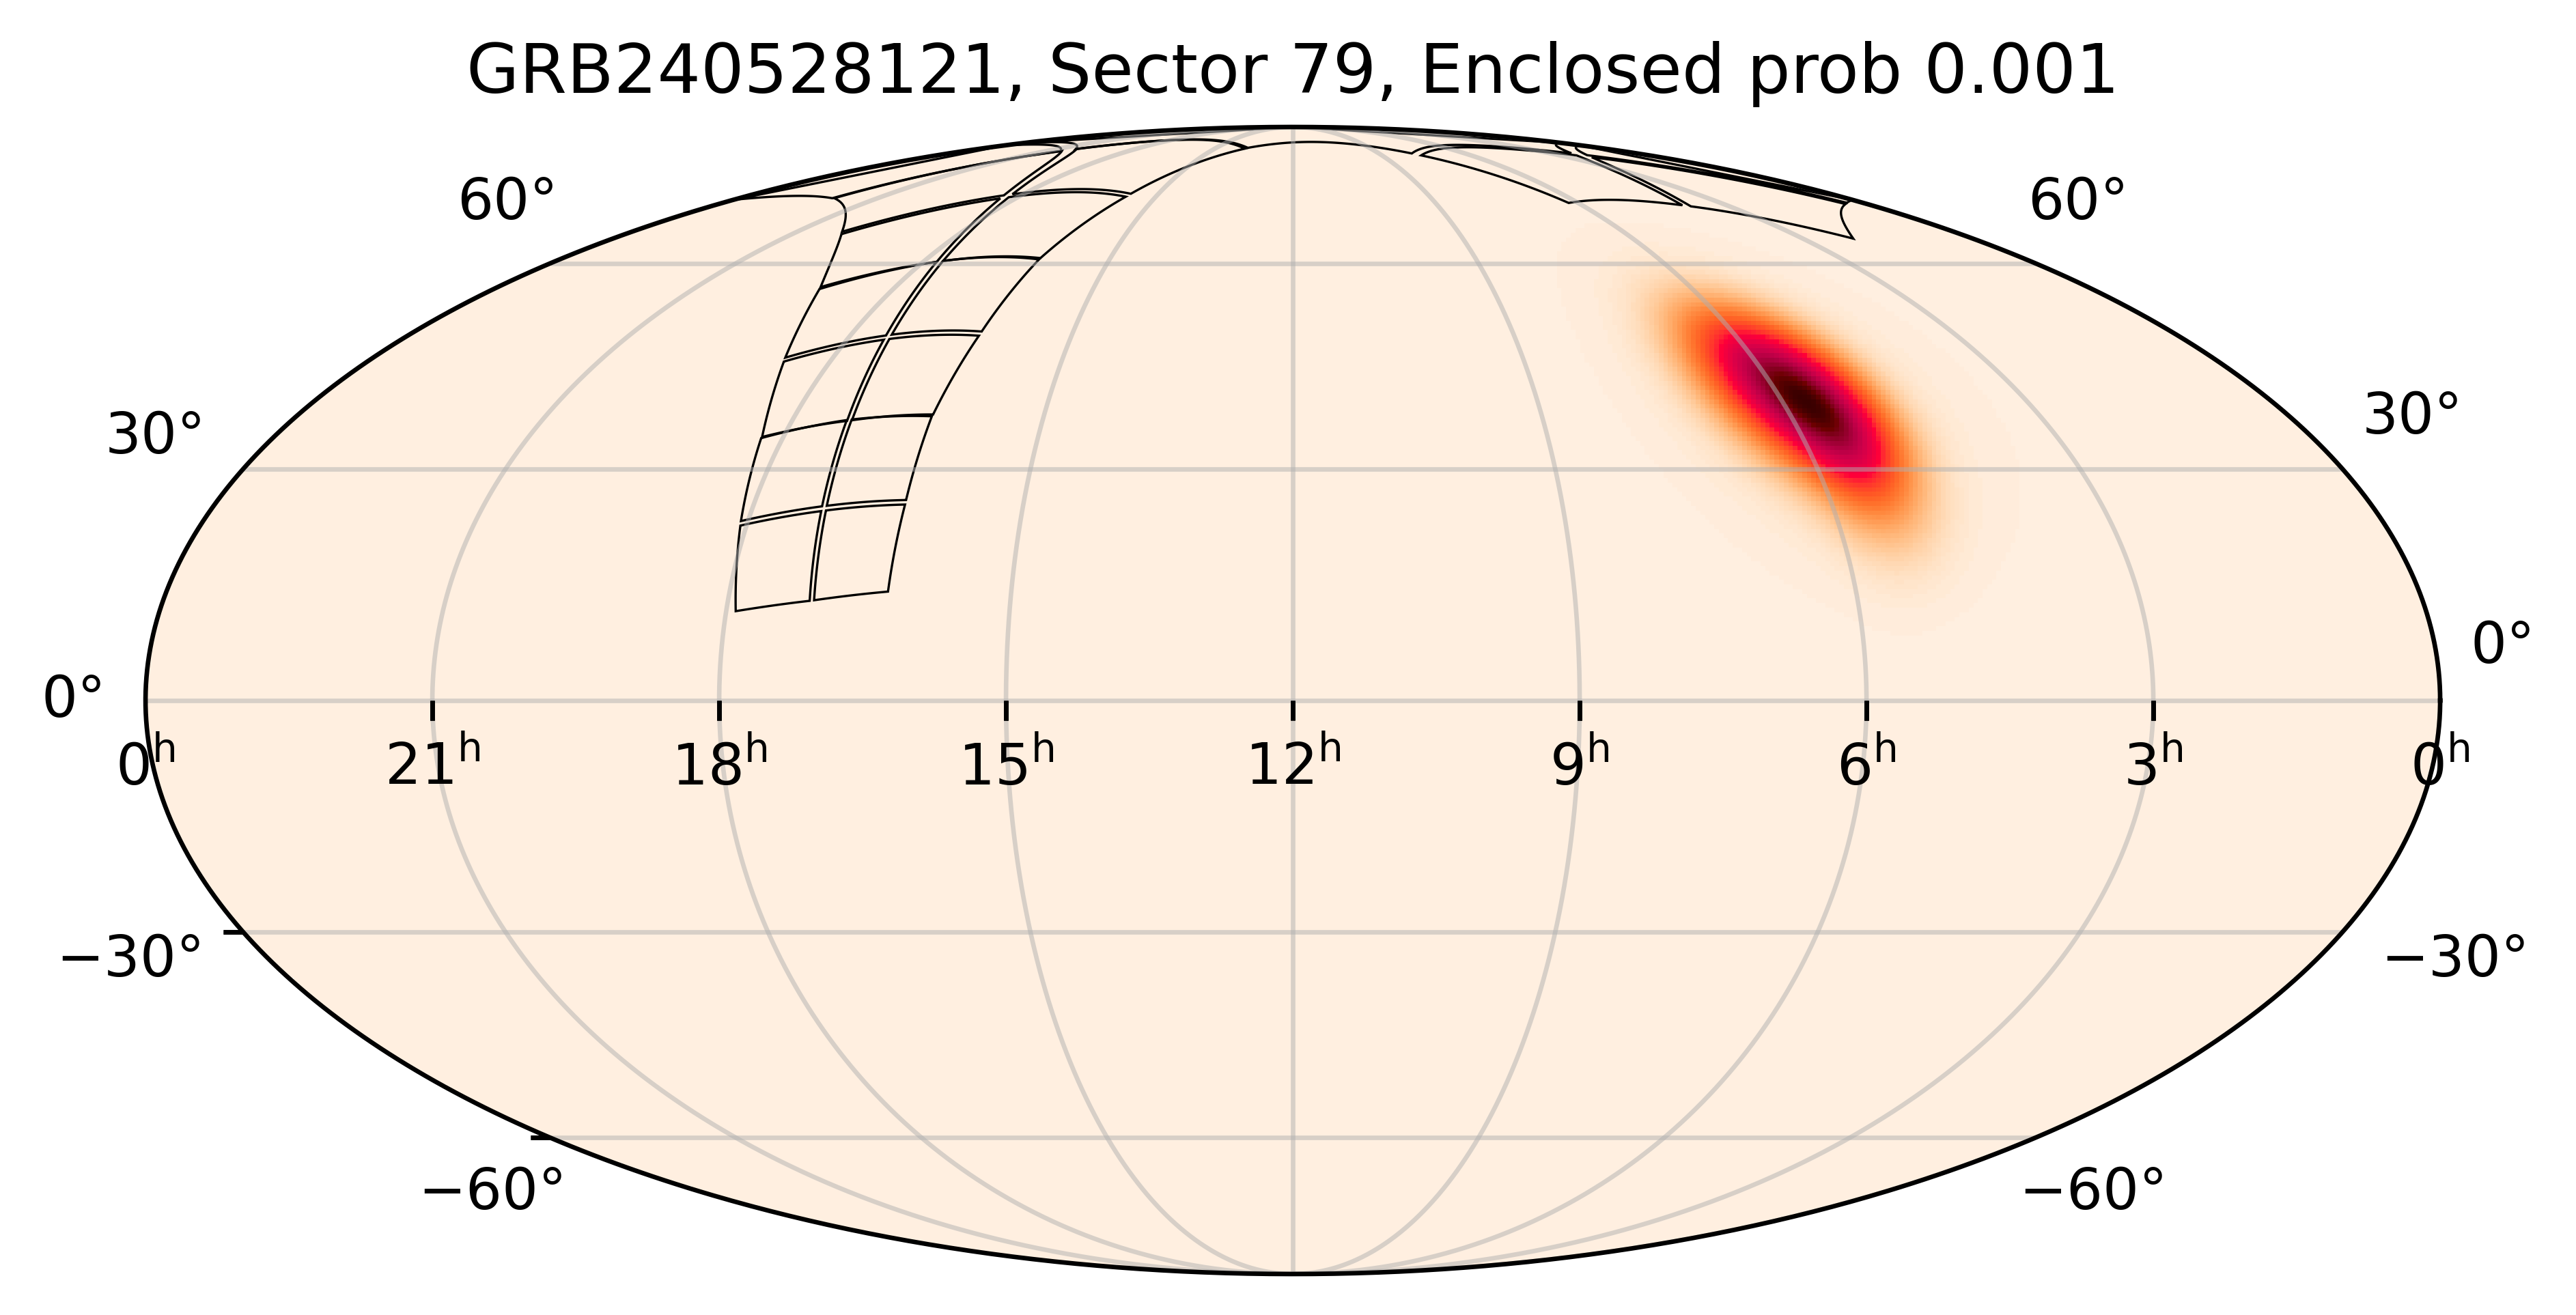 GRB240528121, Sector 79, Enclosed prob 0.001
60° 60°
30° 30°
0° 0°
0ʰ 21ʰ 18ʰ 15ʰ 12ʰ 9ʰ 6ʰ 3ʰ 0ʰ
−30° −30°
−60° −60°